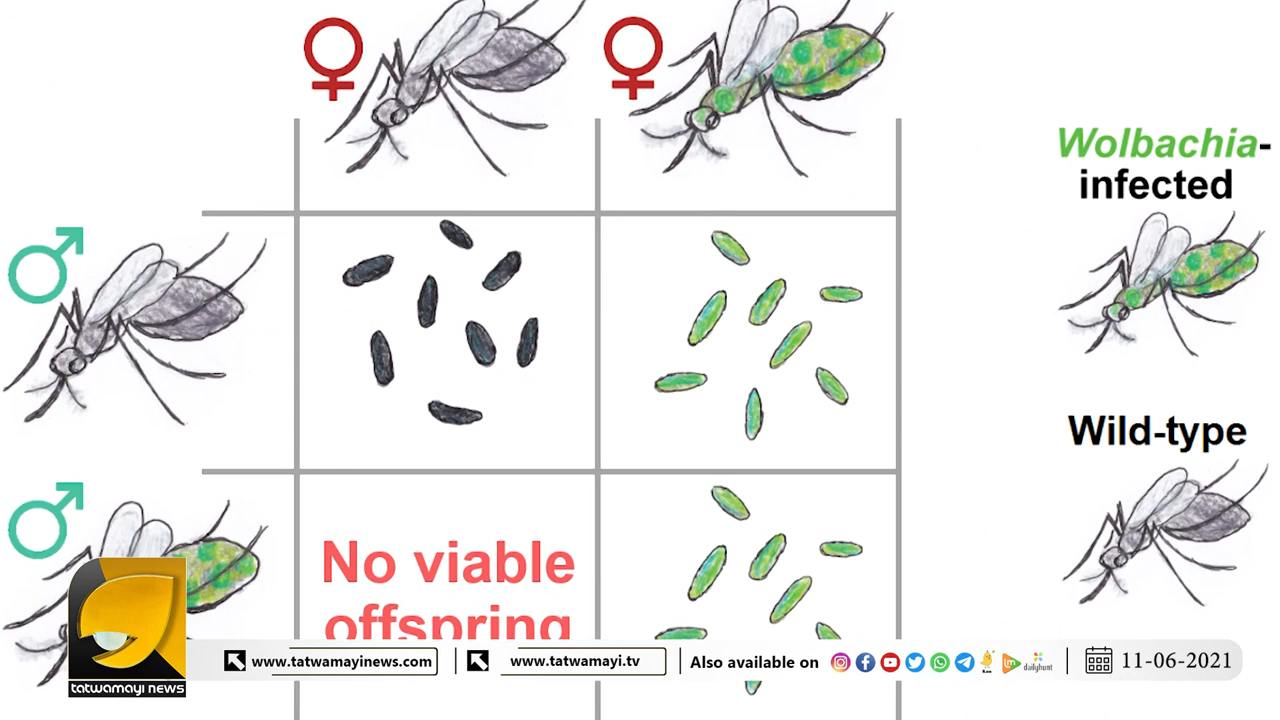 Wolbachia-
infected
Wild-type
No viable
offspring
tatwamayi news
www.tatwamayinews.com
www.tatwamayi.tv
Also available on
dailyhunt
11-06-2021